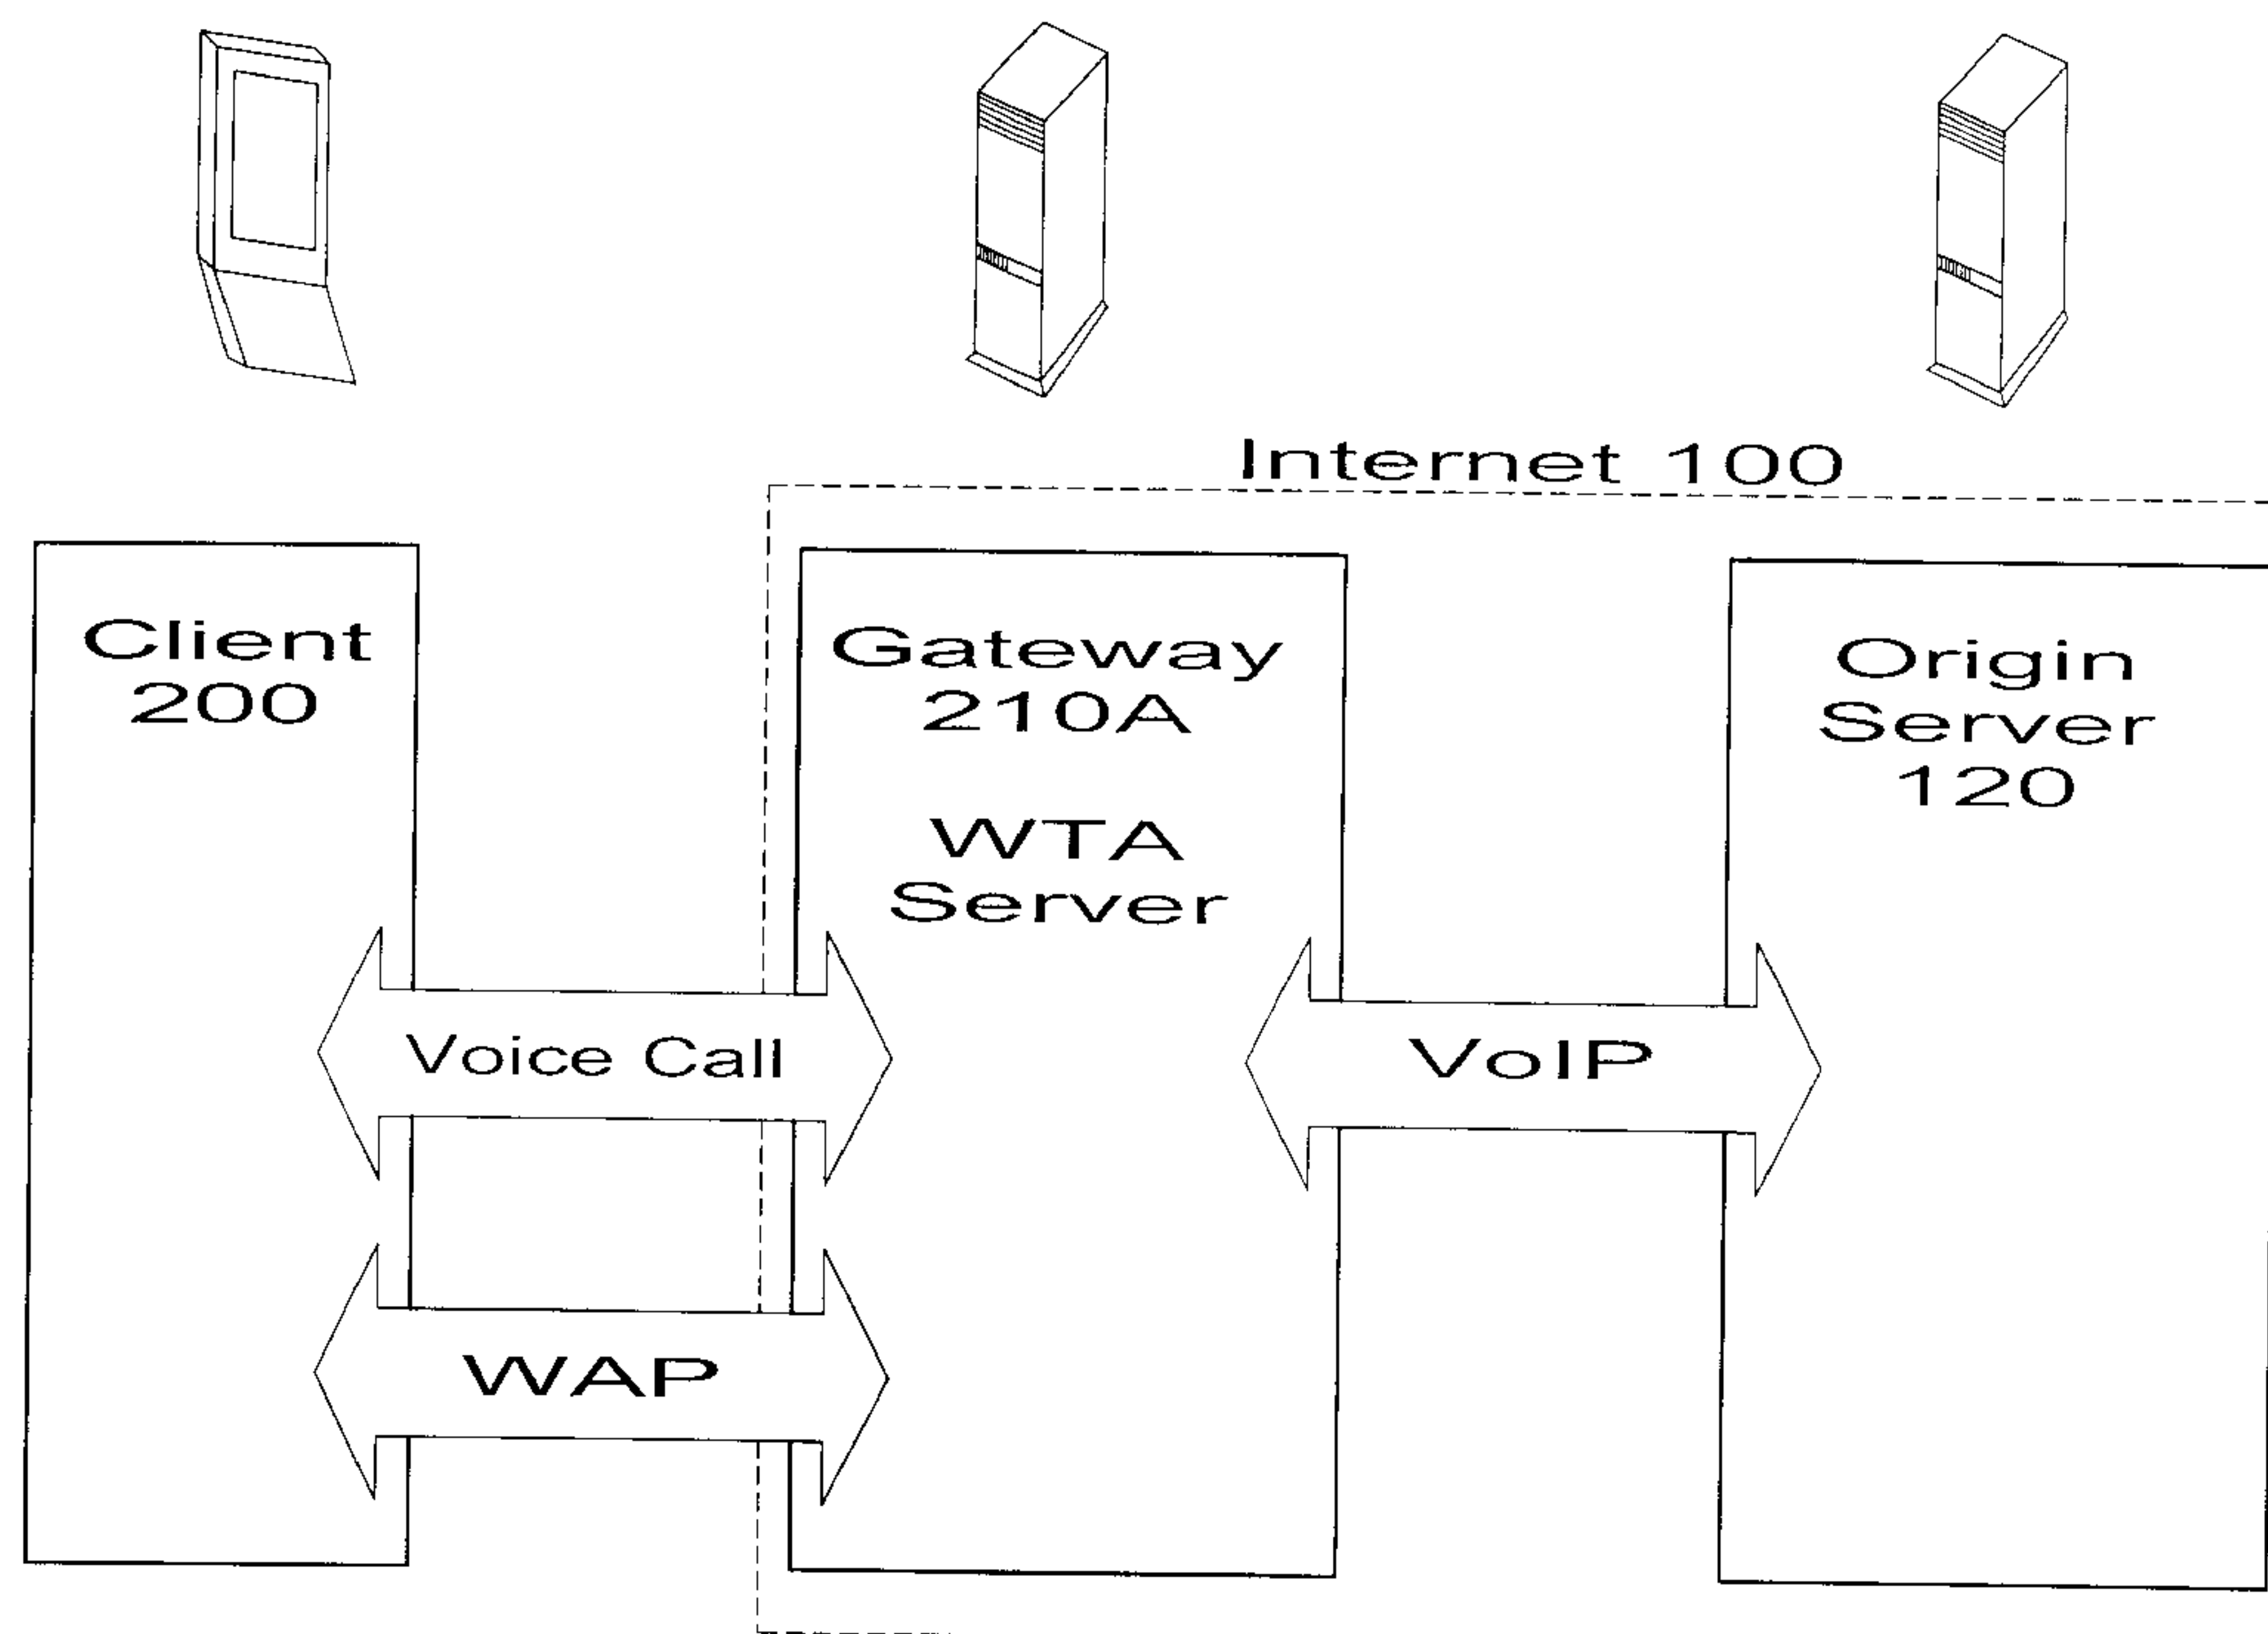 Internet 100
Client
200
Gateway
210A
WTA
Server
Origin
Server
120
Voice Call
VoIP
WAP